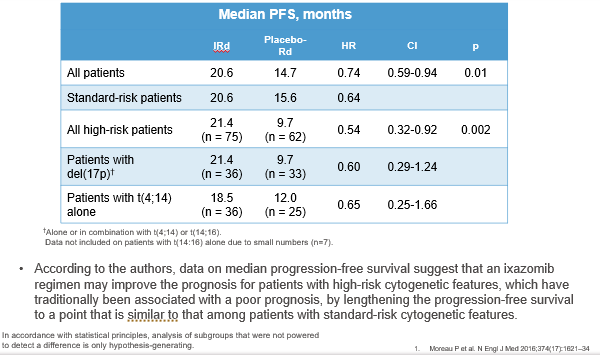 Median PFS, months
IRd Placebo-Rd HR CI p
All patients 20.6 14.7 0.74 0.59-0.94 0.01
Standard-risk patients 20.6 15.6 0.64
All high-risk patients 21.4 (n = 75) 9.7 (n = 62) 0.54 0.32-0.92 0.002
Patients with del(17p)† 21.4 (n = 36) 9.7 (n = 33) 0.60 0.29-1.24
Patients with t(4;14) alone 18.5 (n = 36) 12.0 (n = 25) 0.65 0.25-1.66
†Alone or in combination with t(4;14) or t(14;16).
Data not included on patients with t(14:16) alone due to small numbers (n=7).
• According to the authors, data on median progression-free survival suggest that an ixazomib
regimen may improve the prognosis for patients with high-risk cytogenetic features, which have
traditionally been associated with a poor prognosis, by lengthening the progression-free survival
to a point that is similar to that among patients with standard-risk cytogenetic features.
In accordance with statistical principles, analysis of subgroups that were not powered
to detect a difference is only hypothesis-generating.
1. Moreau P et al. N Engl J Med 2016;374(17):1621–34